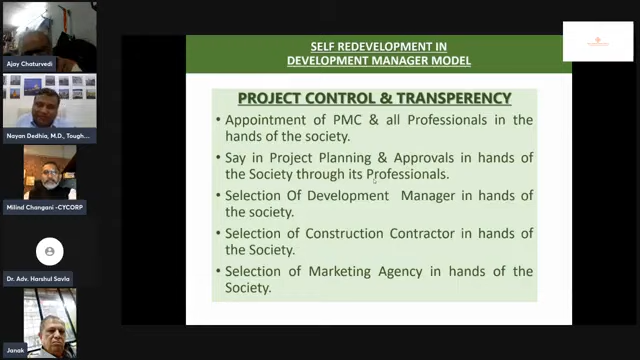 Ajay Chaturvedi
Nayan Dedhia, M.D., Tough....
Milind Changani -CYCORP
Dr. Adv. Harshul Savla
Janak
SELF REDEVELOPMENT IN
DEVELOPMENT MANAGER MODEL
PROJECT CONTROL & TRANSPERENCY
• Appointment of PMC & all Professionals in the
hands of the society.
• Say in Project Planning & Approvals in hands of
the Society through its Professionals.
• Selection Of Development Manager in hands of
the society.
• Selection of Construction Contractor in hands of
the Society.
• Selection of Marketing Agency in hands of the
Society.